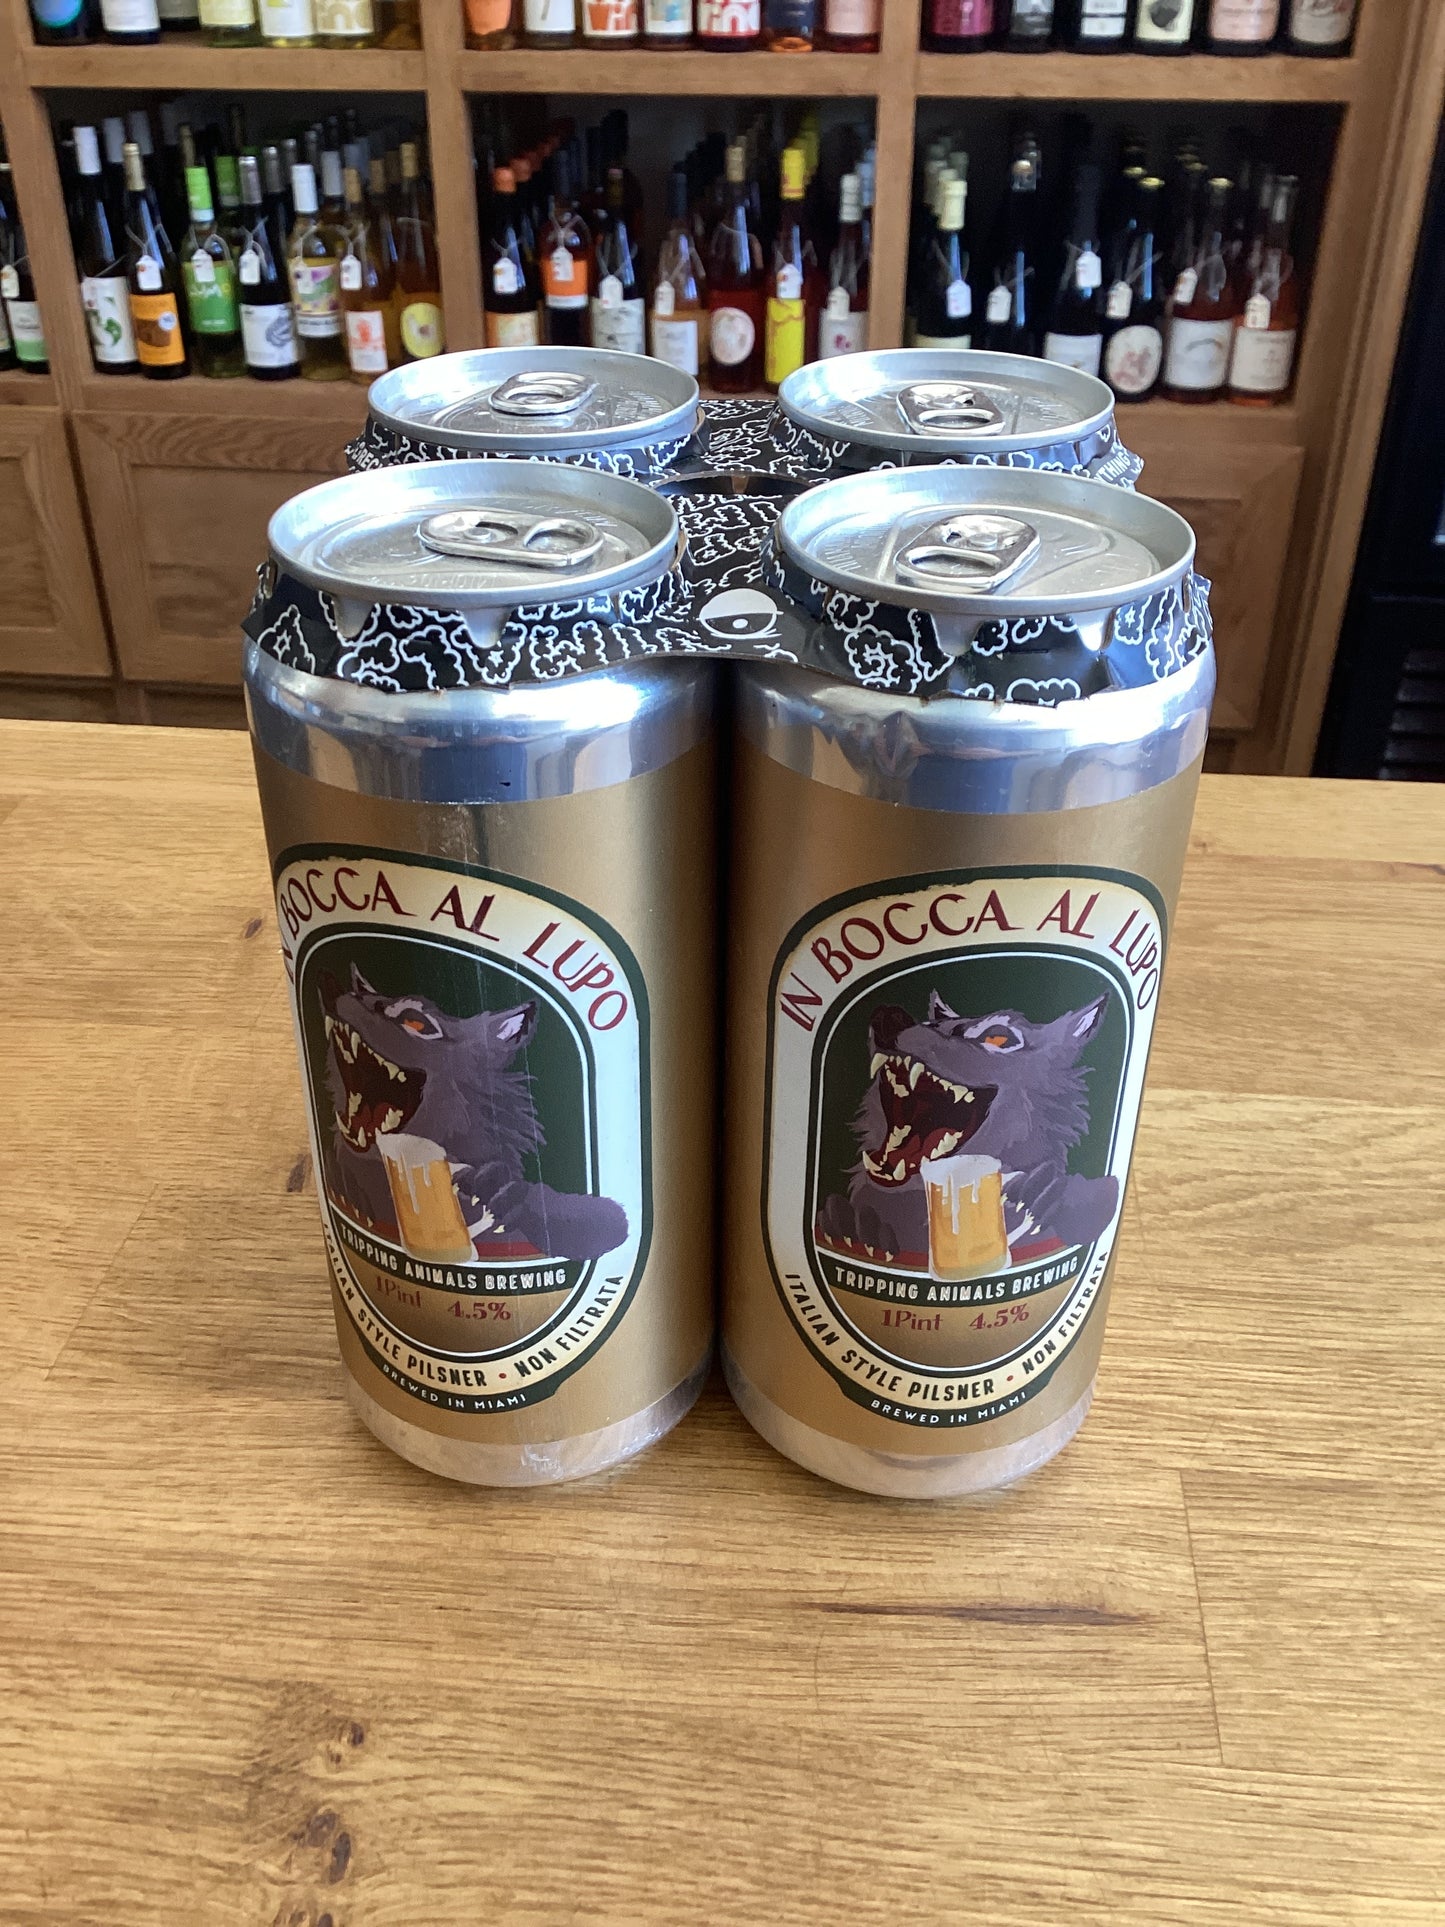 IN BOCCA AL LUPO
TRIPPING ANIMALS BREWING
1Pint 4.5%
ITALIAN STYLE PILSNER • NON FILTRATA
BREWED IN MIAMI
IN BOCCA AL LUPO
TRIPPING ANIMALS BREWING
1Pint 4.5%
ITALIAN STYLE PILSNER • NON FILTRATA
BREWED IN MIAMI